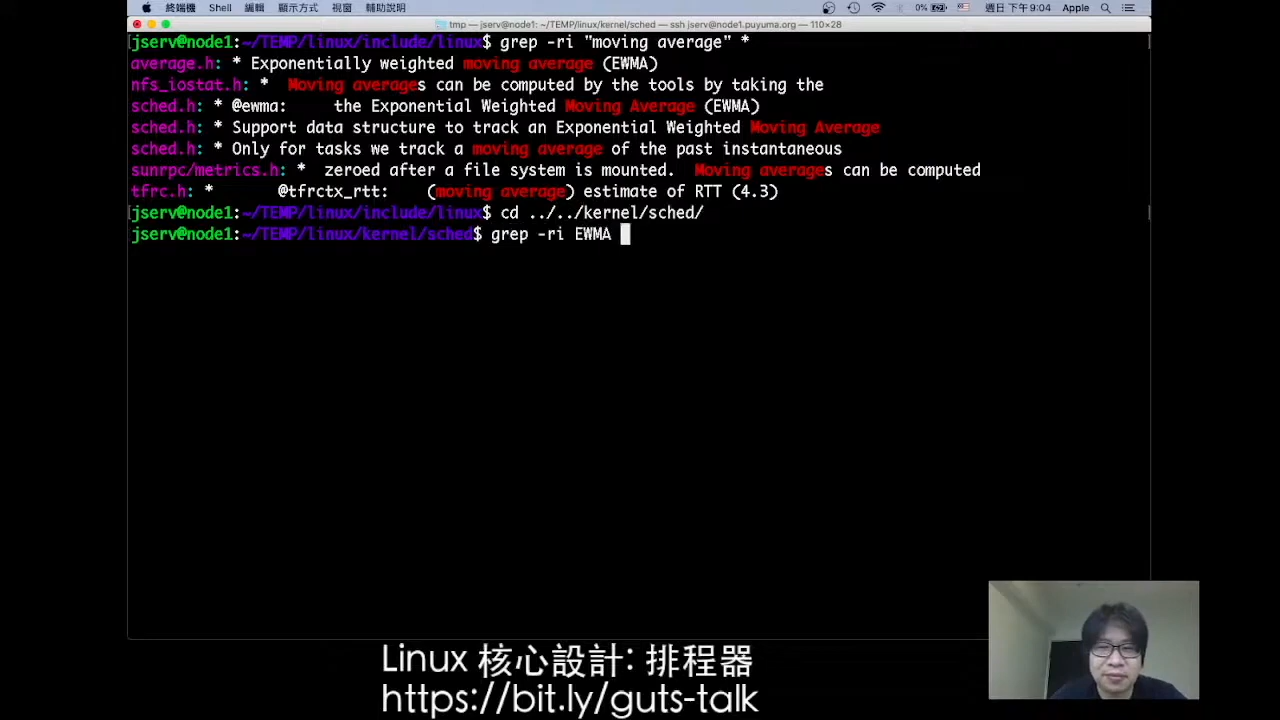 終端機 Shell 編輯 顯示方式 視窗 輔助說明 0% 週日 下午9:04 Apple
tmp — jserv@node1: ~/TEMP/linux/kernel/sched — ssh jserv@node1.puyuma.org — 110×28
jserv@node1:~/TEMP/linux/include/linux$ grep -ri "moving average" *
average.h: * Exponentially weighted moving average (EWMA)
nfs_iostat.h: *  Moving averages can be computed by the tools by taking the
sched.h: * @ewma:     the Exponential Weighted Moving Average (EWMA)
sched.h: * Support data structure to track an Exponential Weighted Moving Average
sched.h: * Only for tasks we track a moving average of the past instantaneous
sunrpc/metrics.h: *  zeroed after a file system is mounted.  Moving averages can be computed
tfrc.h: *       @tfrctx_rtt:    (moving average) estimate of RTT (4.3)
jserv@node1:~/TEMP/linux/include/linux$ cd ../../kernel/sched/
jserv@node1:~/TEMP/linux/kernel/sched$ grep -ri EWMA
Linux 核心設計: 排程器
https://bit.ly/guts-talk